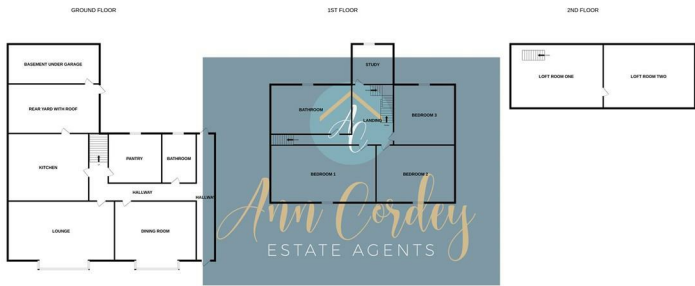 GROUND FLOOR
BASEMENT UNDER GARAGE
REAR YARD WITH ROOF
KITCHEN
PANTRY
BATHROOM
HALLWAY
HALLWAY
LOUNGE
DINING ROOM
1ST FLOOR
STUDY
BATHROOM
LANDING
BEDROOM 3
BEDROOM 1
BEDROOM 2
AC
Ann Cordey
ESTATE AGENTS
2ND FLOOR
LOFT ROOM ONE
LOFT ROOM TWO